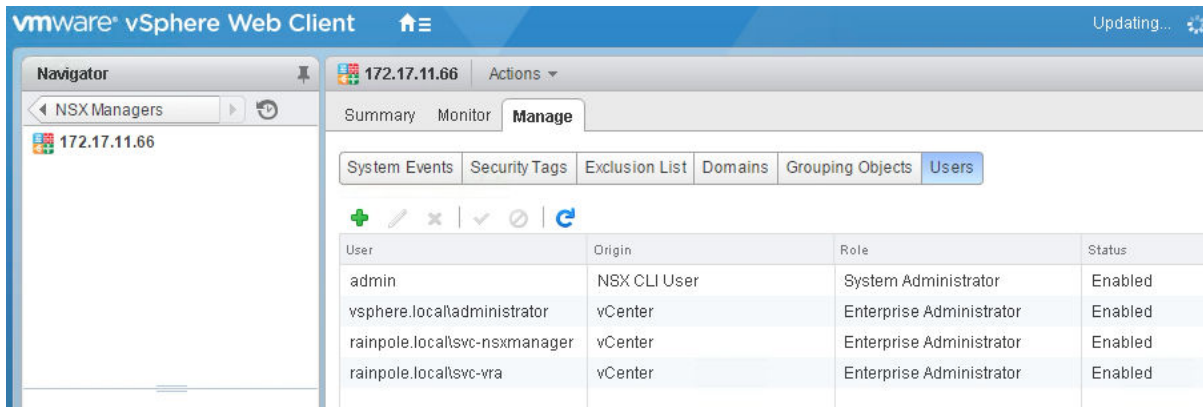 vmware® vSphere Web Client Updating...
Navigator
NSX Managers
172.17.11.66
172.17.11.66 Actions
Summary Monitor Manage
System Events Security Tags Exclusion List Domains Grouping Objects Users
User Origin Role Status
admin NSX CLI User System Administrator Enabled
vsphere.local\administrator vCenter Enterprise Administrator Enabled
rainpole.local\svc-nsxmanager vCenter Enterprise Administrator Enabled
rainpole.local\svc-vra vCenter Enterprise Administrator Enabled